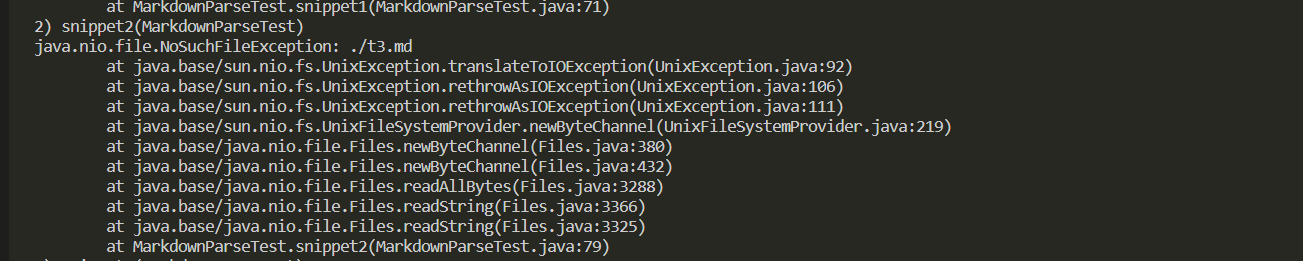 at MarkdownParseTest.snippet1(MarkdownParseTest.java:71)
2) snippet2(MarkdownParseTest)
java.nio.file.NoSuchFileException: ./t3.md
at java.base/sun.nio.fs.UnixException.translateToIOException(UnixException.java:92)
at java.base/sun.nio.fs.UnixException.rethrowAsIOException(UnixException.java:106)
at java.base/sun.nio.fs.UnixException.rethrowAsIOException(UnixException.java:111)
at java.base/sun.nio.fs.UnixFileSystemProvider.newByteChannel(UnixFileSystemProvider.java:219)
at java.base/java.nio.file.Files.newByteChannel(Files.java:380)
at java.base/java.nio.file.Files.newByteChannel(Files.java:432)
at java.base/java.nio.file.Files.readAllBytes(Files.java:3288)
at java.base/java.nio.file.Files.readString(Files.java:3366)
at java.base/java.nio.file.Files.readString(Files.java:3325)
at MarkdownParseTest.snippet2(MarkdownParseTest.java:79)